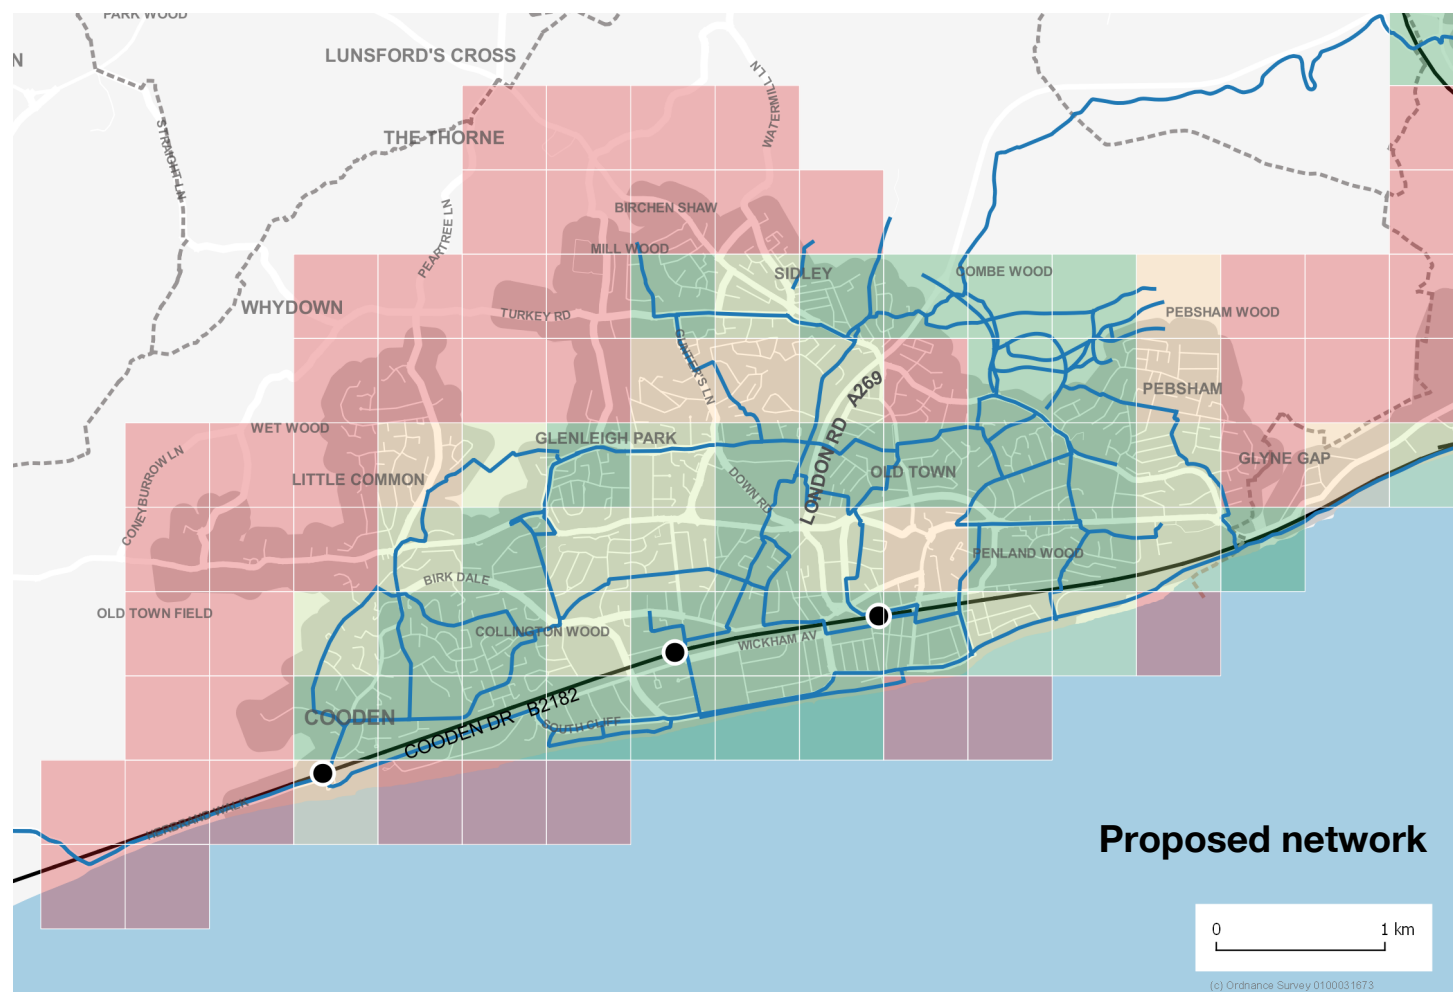 PARK WOOD
N
LUNSFORD'S CROSS
WATERMILL LN
STRAIGHT LN
THE THORNE
PEARTREE LN
BIRCHEN SHAW
MILL WOOD
SIDLEY
COMBE WOOD
WHYDOWN
TURKEY RD
PEBSHAM WOOD
GUNTER'S LN
A269
PEBSHAM
LONDON RD
WET WOOD
GLENLEIGH PARK
CONEYBURROW LN
LITTLE COMMON
DOWN RD
OLD TOWN
GLYNE GAP
PENLAND WOOD
BIRK DALE
OLD TOWN FIELD
COLLINGTON WOOD
WICKHAM AV
COODEN
COODEN DR B2182
SOUTH CLIFF
Proposed network
0 1 km
(c) Ordnance Survey 0100031673